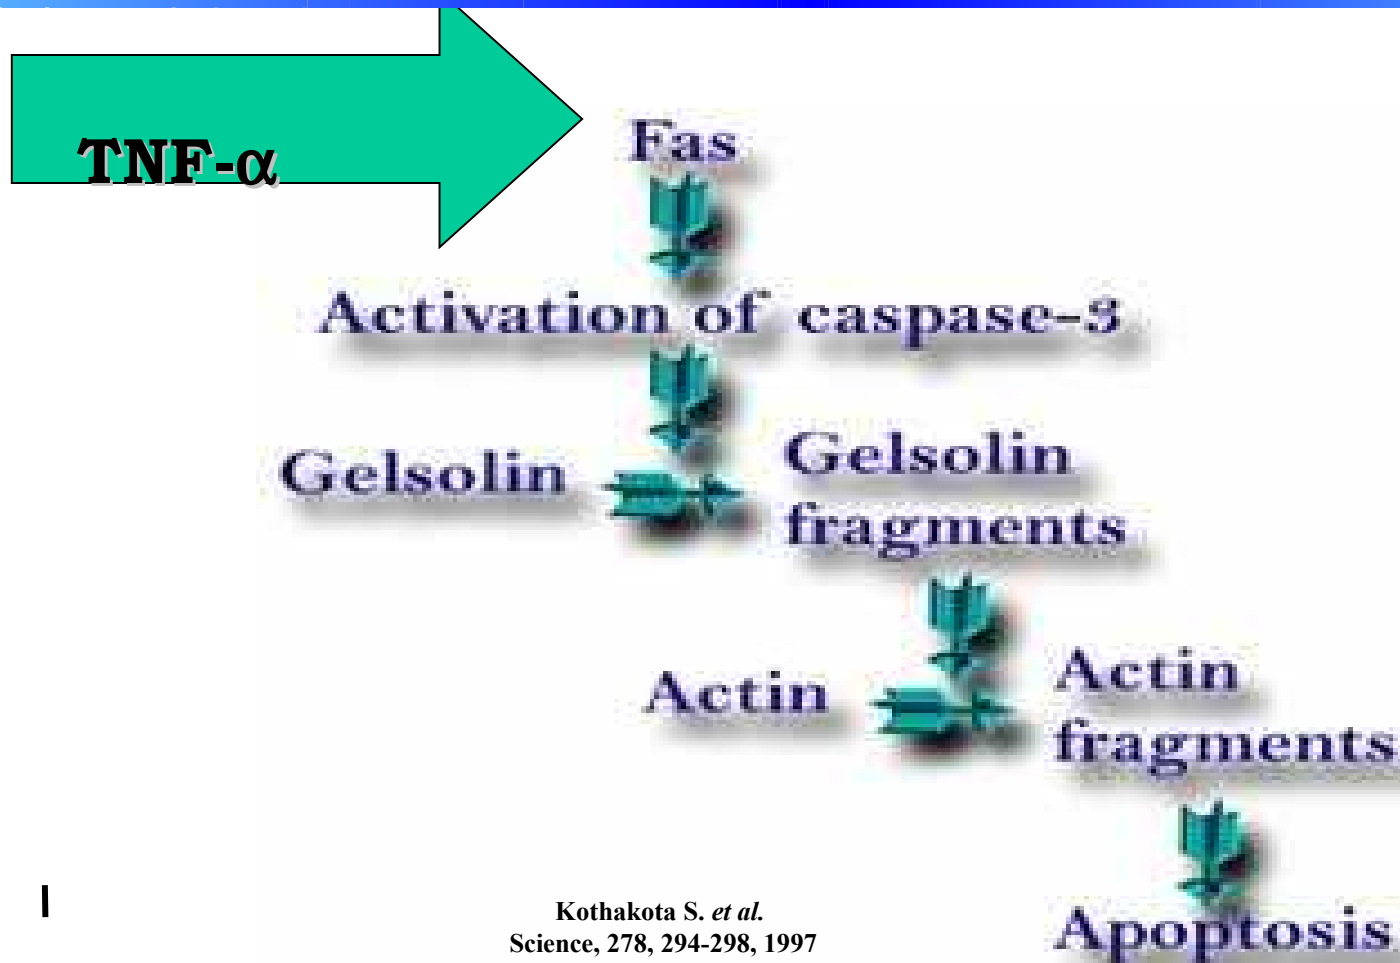 TNF-α
Fas
Activation of caspase-3
Gelsolin
Gelsolin
fragments
Actin
Actin
fragments
Apoptosis
Kothakota S. et al.
Science, 278, 294-298, 1997